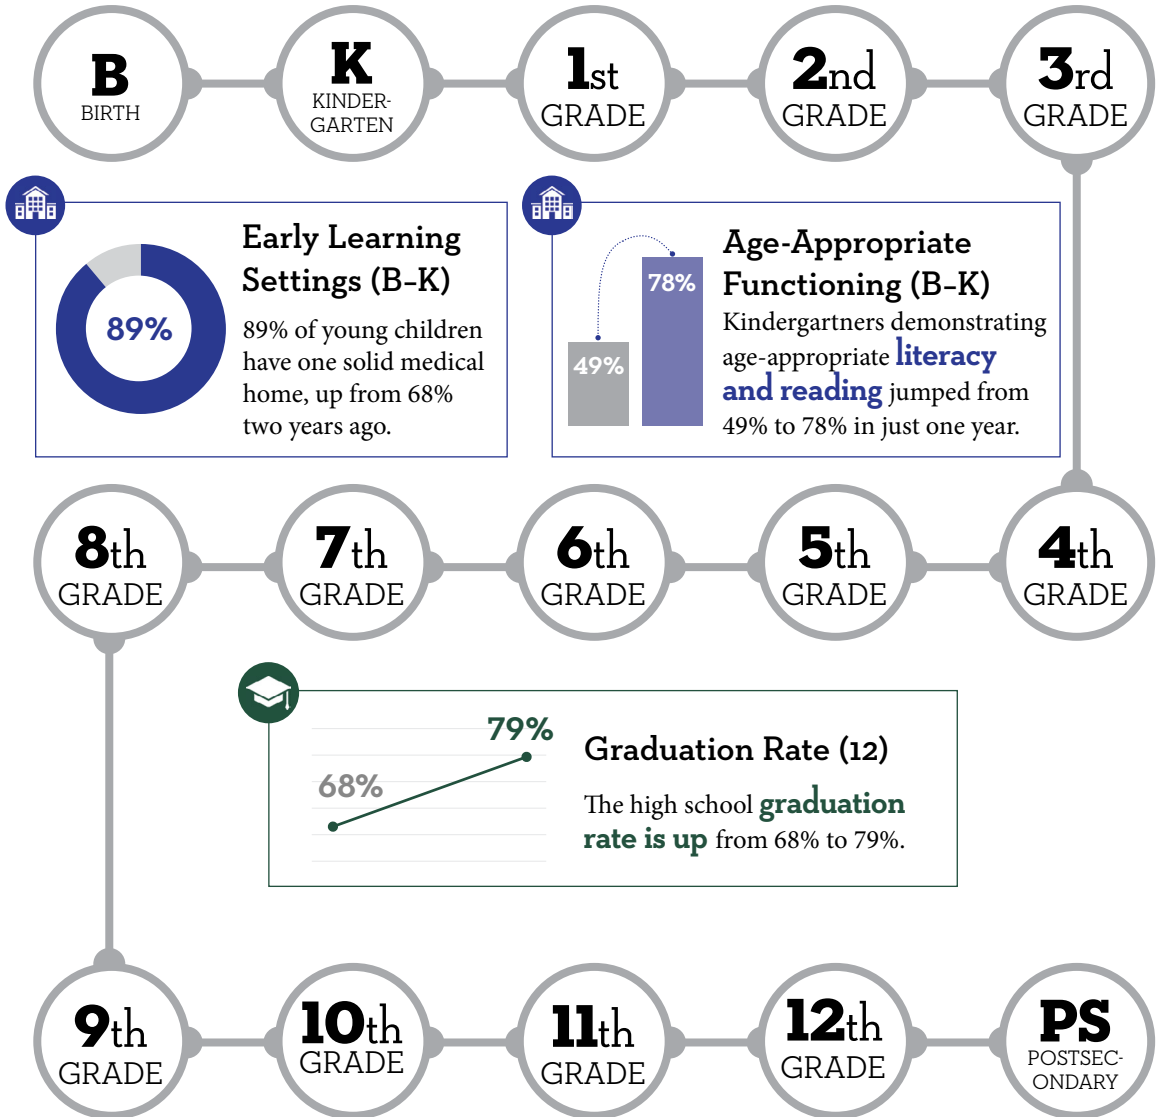 B
BIRTH
K
KINDER-
GARTEN
1st
GRADE
2nd
GRADE
3rd
GRADE
89%
Early Learning
Settings (B–K)
89% of young children
have one solid medical
home, up from 68%
two years ago.
49%
78%
Age-Appropriate
Functioning (B–K)
Kindergartners demonstrating
age-appropriate literacy
and reading jumped from
49% to 78% in just one year.
8th
GRADE
7th
GRADE
6th
GRADE
5th
GRADE
4th
GRADE
68%
79%
Graduation Rate (12)
The high school graduation
rate is up from 68% to 79%.
9th
GRADE
10th
GRADE
11th
GRADE
12th
GRADE
PS
POSTSEC-
ONDARY